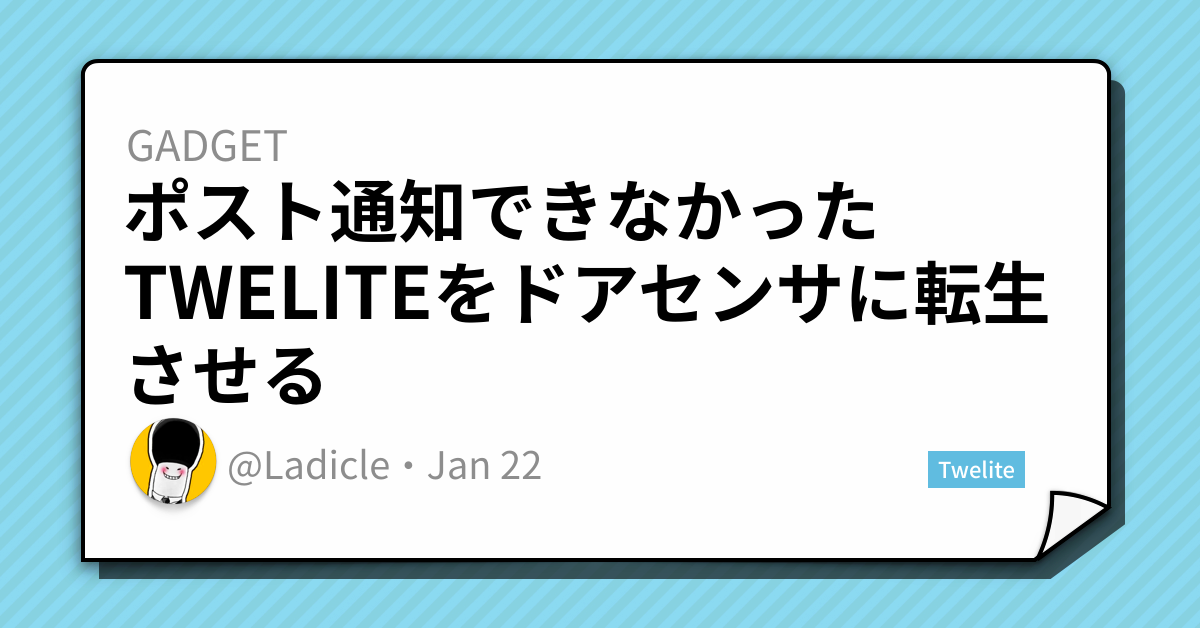 GADGET
ポスト通知できなかった
TWELITEをドアセンサに転生
させる
@Ladicle・Jan 22
Twelite